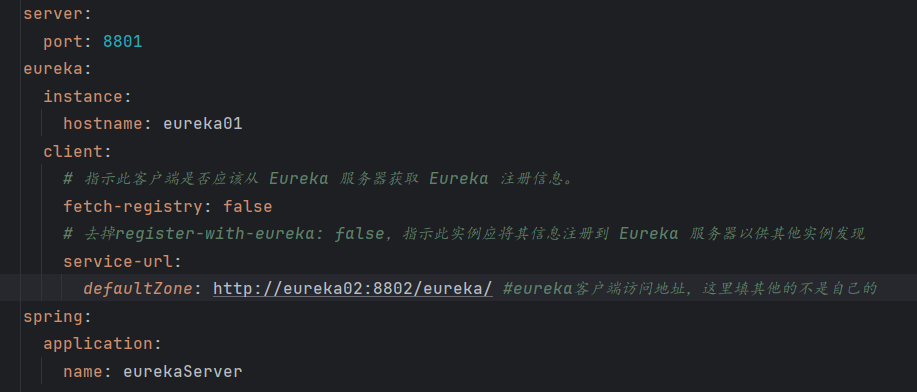 server:
port: 8801
eureka:
instance:
hostname: eureka01
client:
# 指示此客户端是否应该从 Eureka 服务器获取 Eureka 注册信息。
fetch-registry: false
# 去掉register-with-eureka: false，指示此实例应将其信息注册到 Eureka 服务器以供其他实例发现
service-url:
defaultZone: http://eureka02:8802/eureka/ #eureka客户端访问地址，这里填其他的不是自己的
spring:
application:
name: eurekaServer